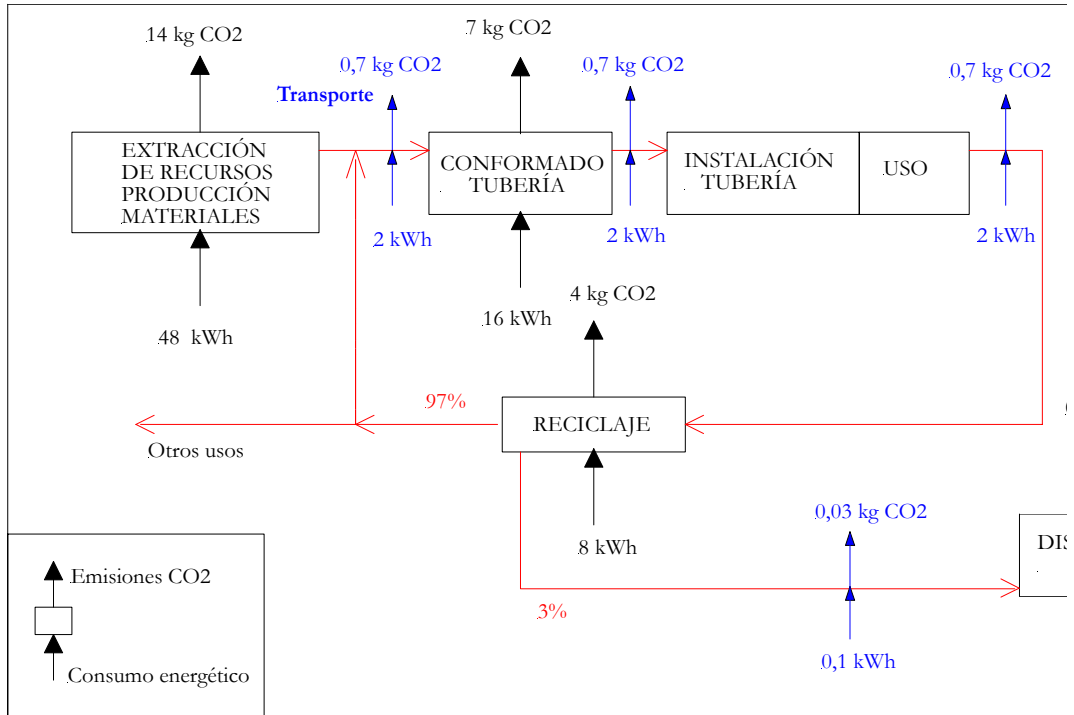 14 kg CO2
7 kg CO2
0,7 kg CO2
0,7 kg CO2
0,7 kg CO2
Transporte
EXTRACCIÓN
DE RECURSOS
PRODUCCIÓN
MATERIALES
CONFORMADO
TUBERÍA
INSTALACIÓN
TUBERÍA
USO
2 kWh
2 kWh
2 kWh
48 kWh
16 kWh
4 kg CO2
97%
RECICLAJE
Otros usos
8 kWh
0,03 kg CO2
DIS
3%
0,1 kWh
Emisiones CO2
Consumo energético